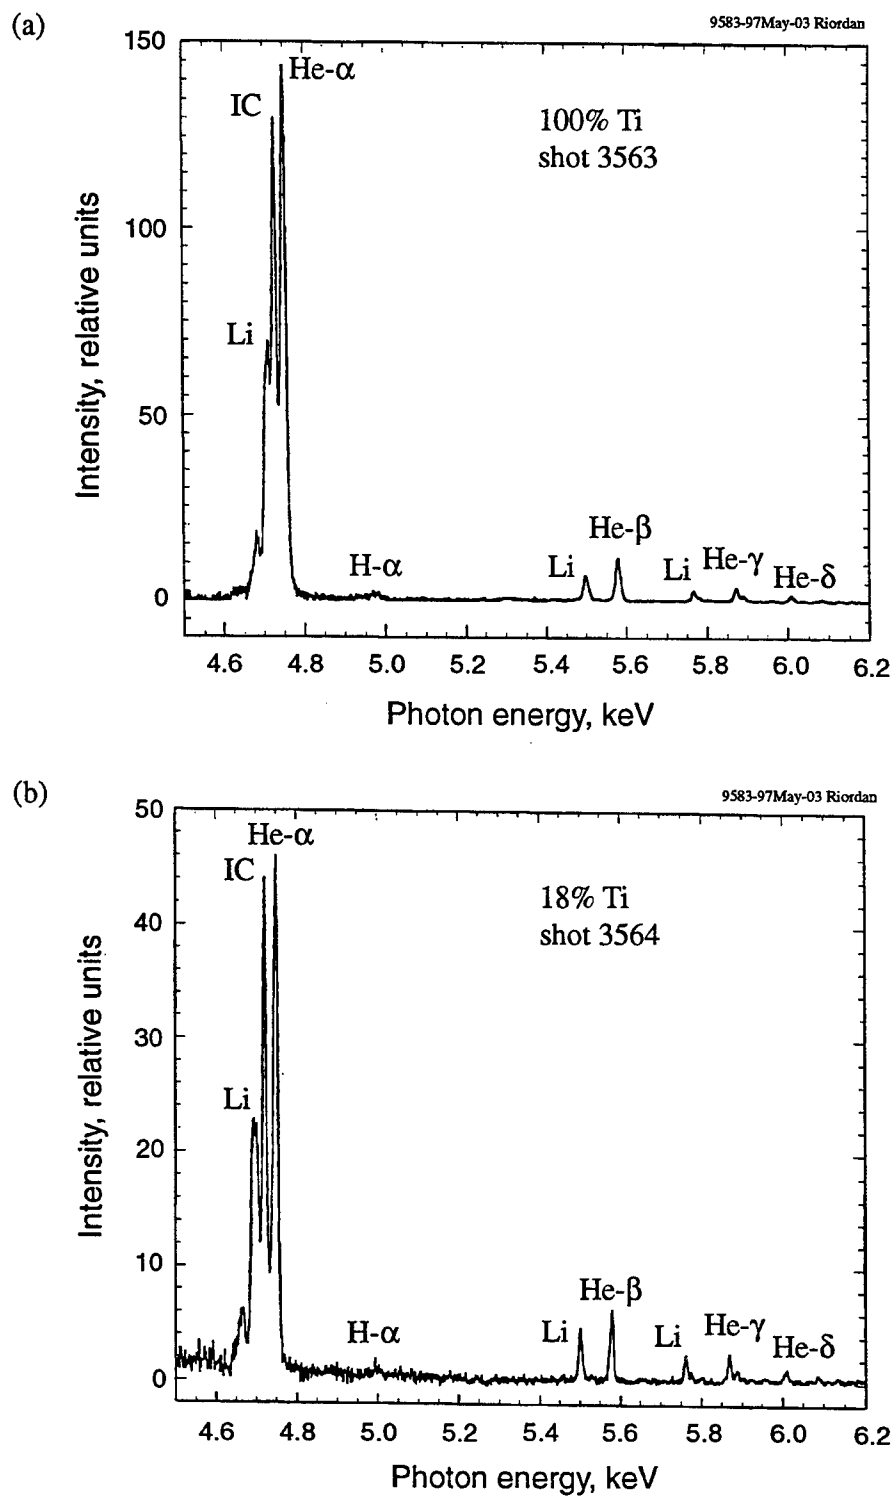 (a)
9583-97May-03 Riordan
150
He-α
IC
100% Ti
shot 3563
100
Li
50
Intensity, relative units
H-α
Li
He-β
Li
He-γ
He-δ
0
4.6 4.8 5.0 5.2 5.4 5.6 5.8 6.0 6.2
Photon energy, keV
(b)
9583-97May-03 Riordan
50
He-α
IC
18% Ti
shot 3564
40
30
Li
20
Intensity, relative units
10
H-α
Li
He-β
Li
He-γ
He-δ
0
4.6 4.8 5.0 5.2 5.4 5.6 5.8 6.0 6.2
Photon energy, keV